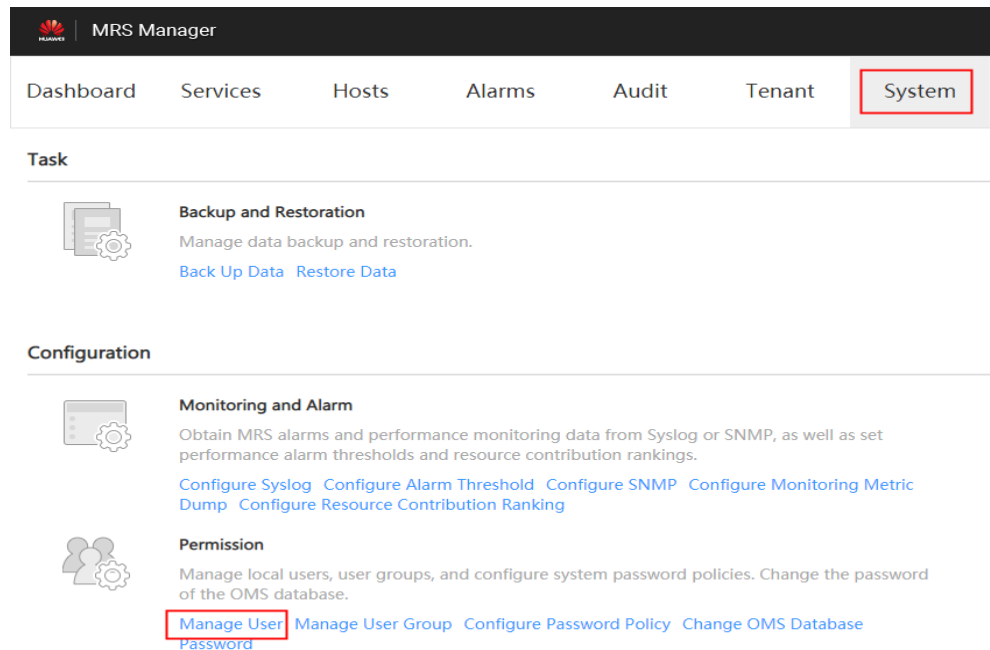 HUAWEI
MRS Manager
Dashboard Services Hosts Alarms Audit Tenant System
Task
Backup and Restoration
Manage data backup and restoration.
Back Up Data Restore Data
Configuration
Monitoring and Alarm
Obtain MRS alarms and performance monitoring data from Syslog or SNMP, as well as set
performance alarm thresholds and resource contribution rankings.
Configure Syslog Configure Alarm Threshold Configure SNMP Configure Monitoring Metric
Dump Configure Resource Contribution Ranking
Permission
Manage local users, user groups, and configure system password policies. Change the password
of the OMS database.
Manage User Manage User Group Configure Password Policy Change OMS Database
Password